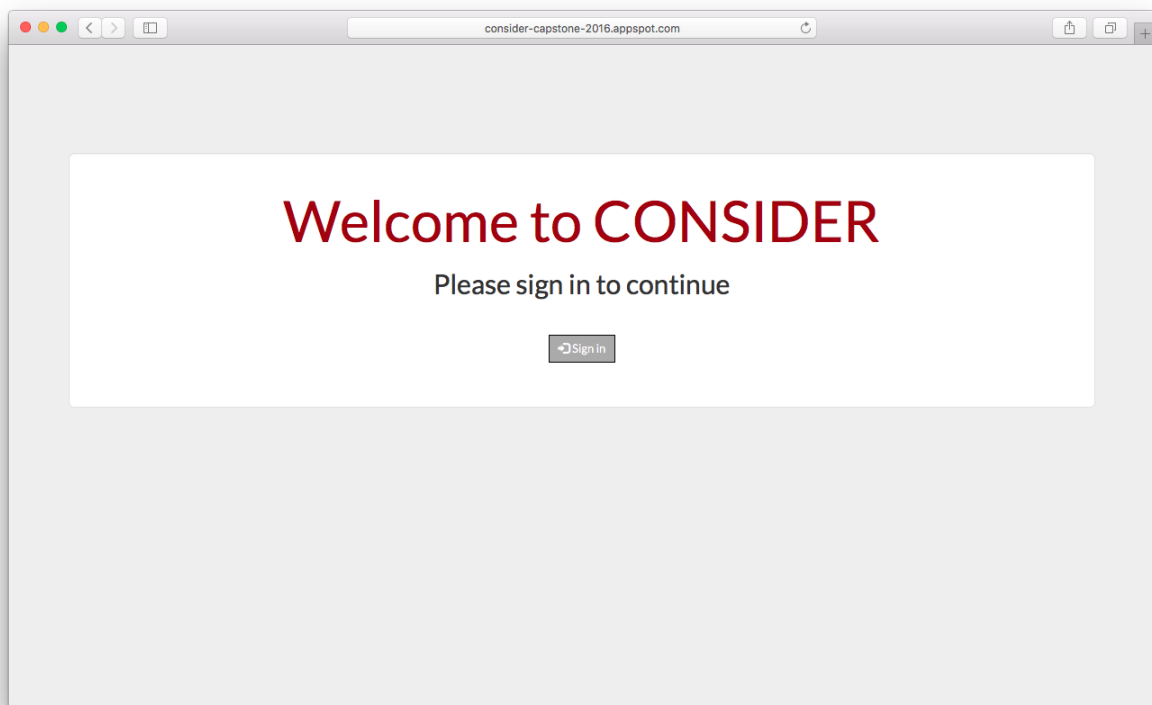 consider-capstone-2016.appspot.com
Welcome to CONSIDER
Please sign in to continue
Sign in